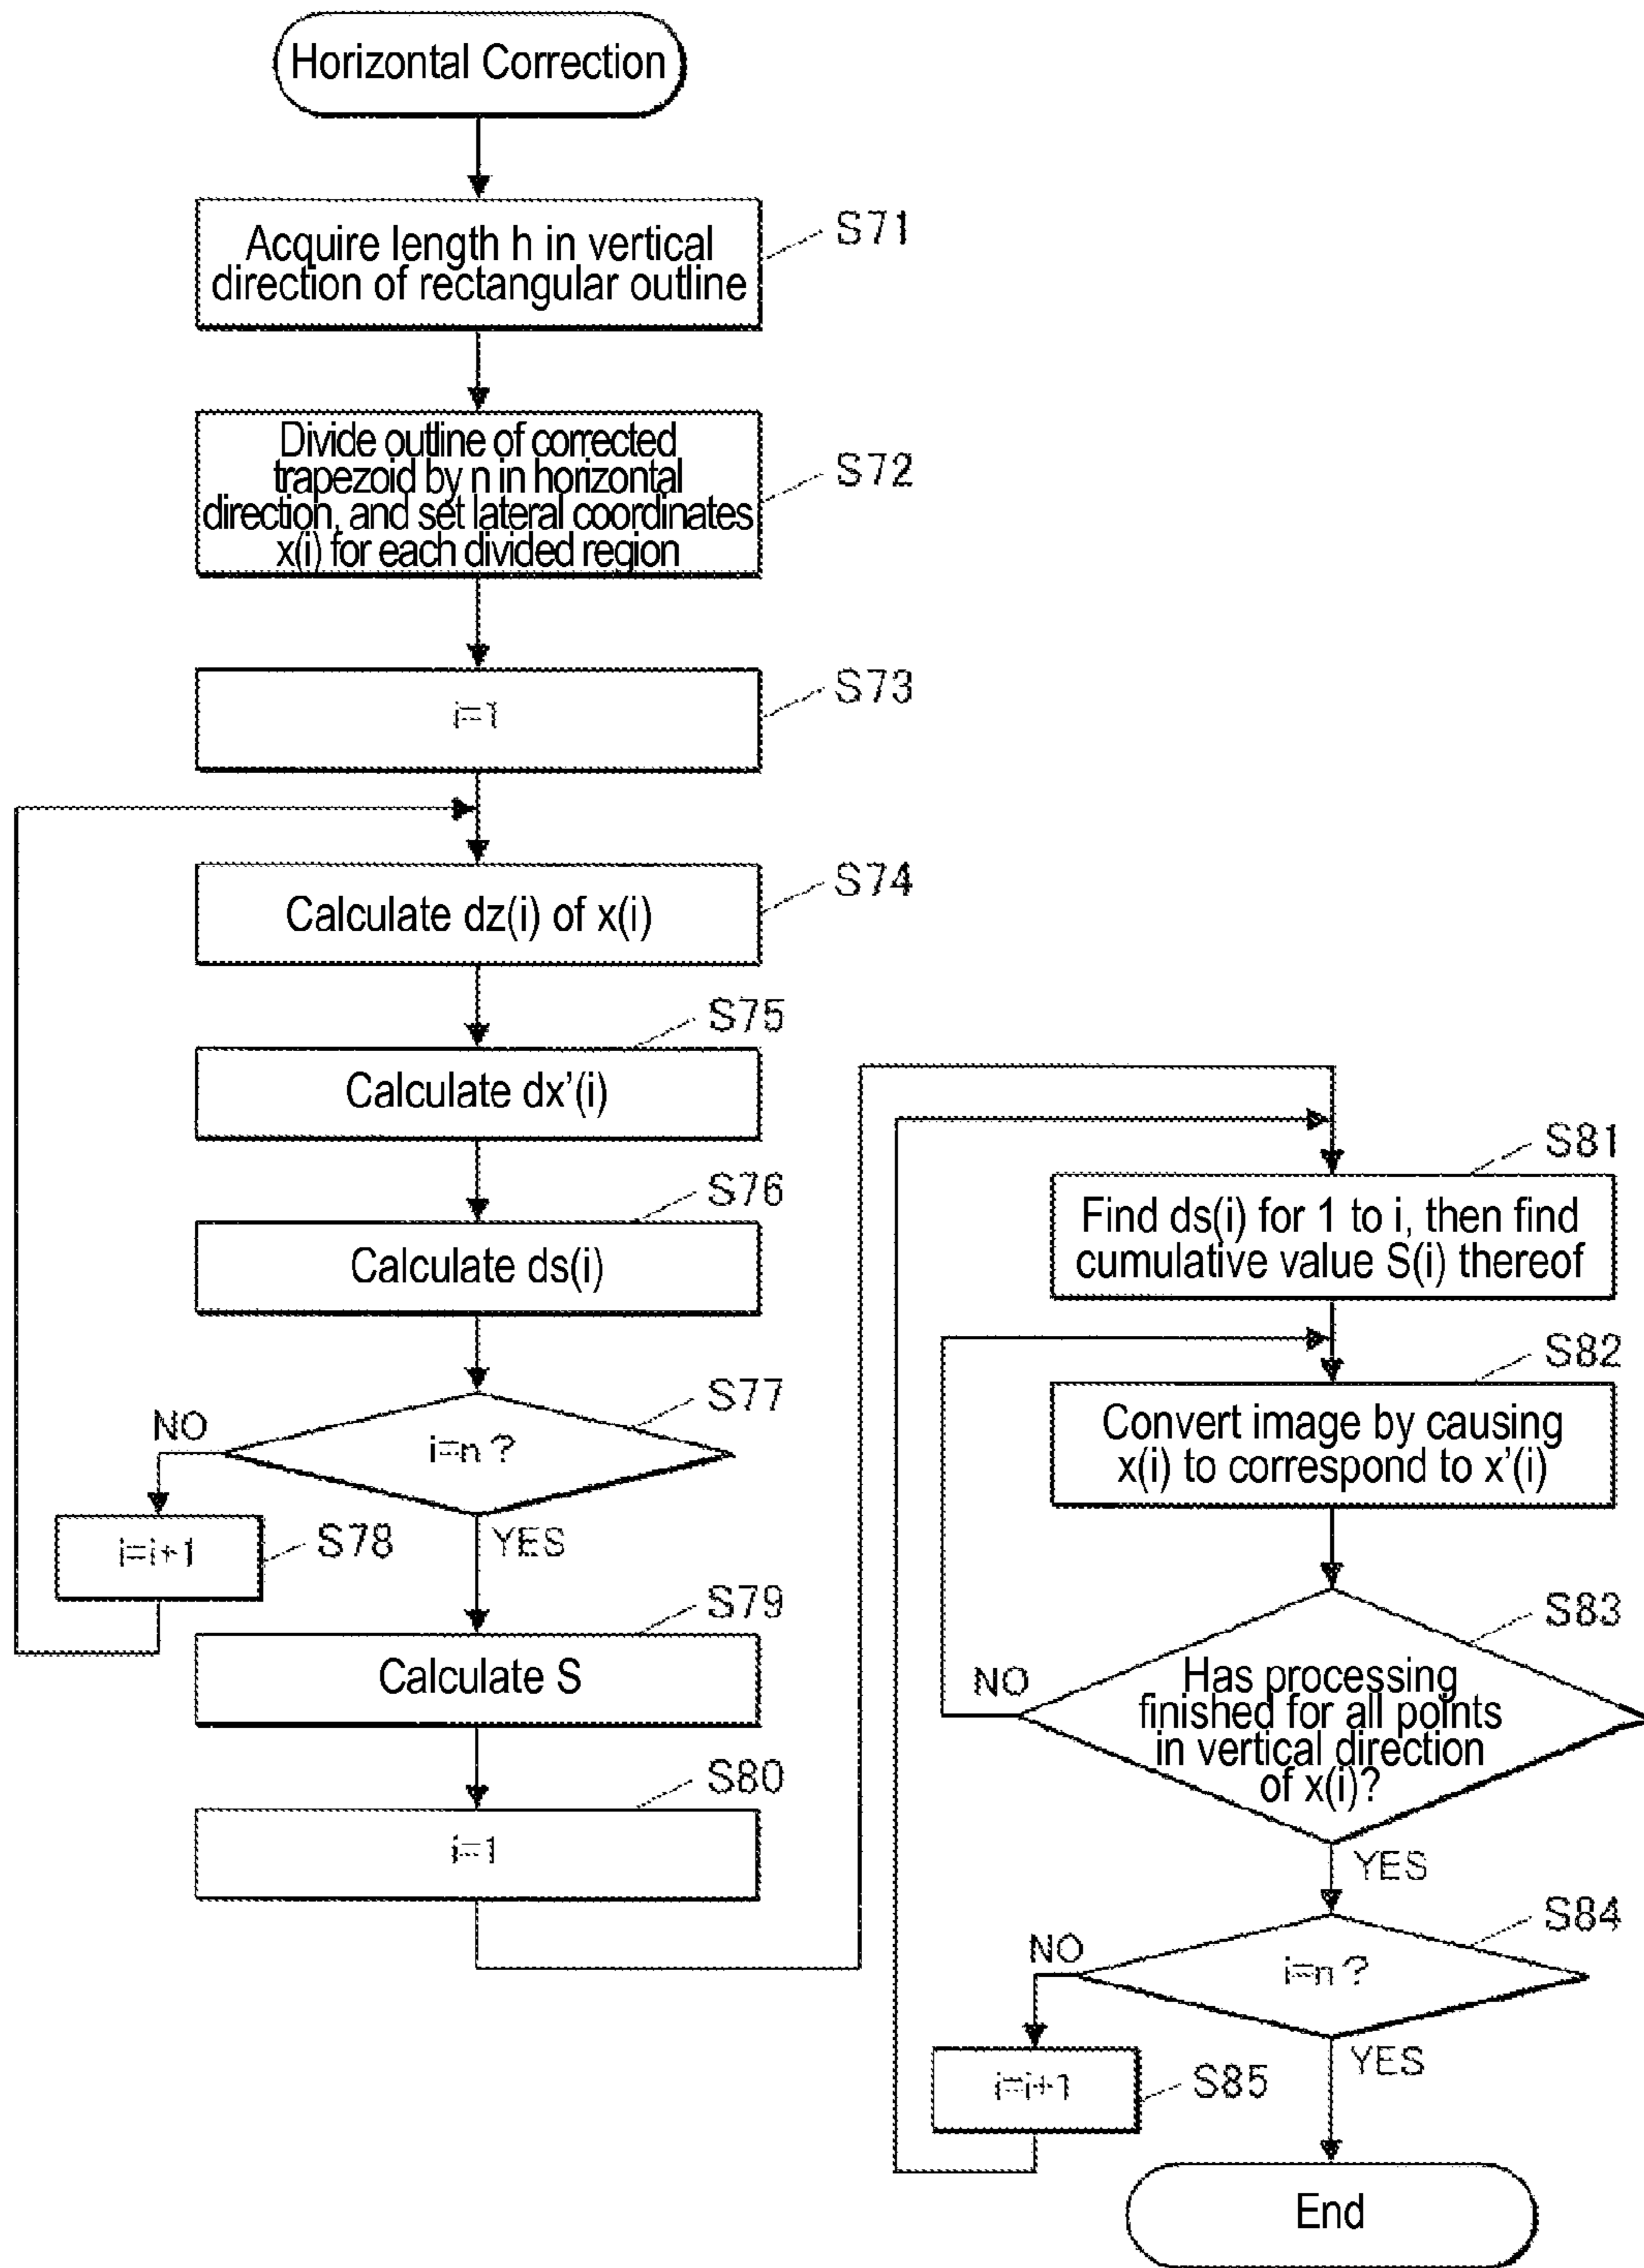 Horizontal Correction
Acquire length h in vertical
direction of rectangular outline
S71
Divide outline of corrected
trapezoid by n in horizontal
direction, and set lateral coordinates
x(i) for each divided region
S72
i=1
S73
Calculate dz(i) of x(i)
S74
Calculate dx'(i)
S75
Calculate ds(i)
S76
i=n ?
S77
NO
YES
i=i+1
S78
Calculate S
S79
i=1
S80
Find ds(i) for 1 to i, then find
cumulative value S(i) thereof
S81
Convert image by causing
x(i) to correspond to x'(i)
S82
Has processing
finished for all points
in vertical direction
of x(i)?
S83
NO
YES
i=n ?
S84
NO
YES
i=i+1
S85
End